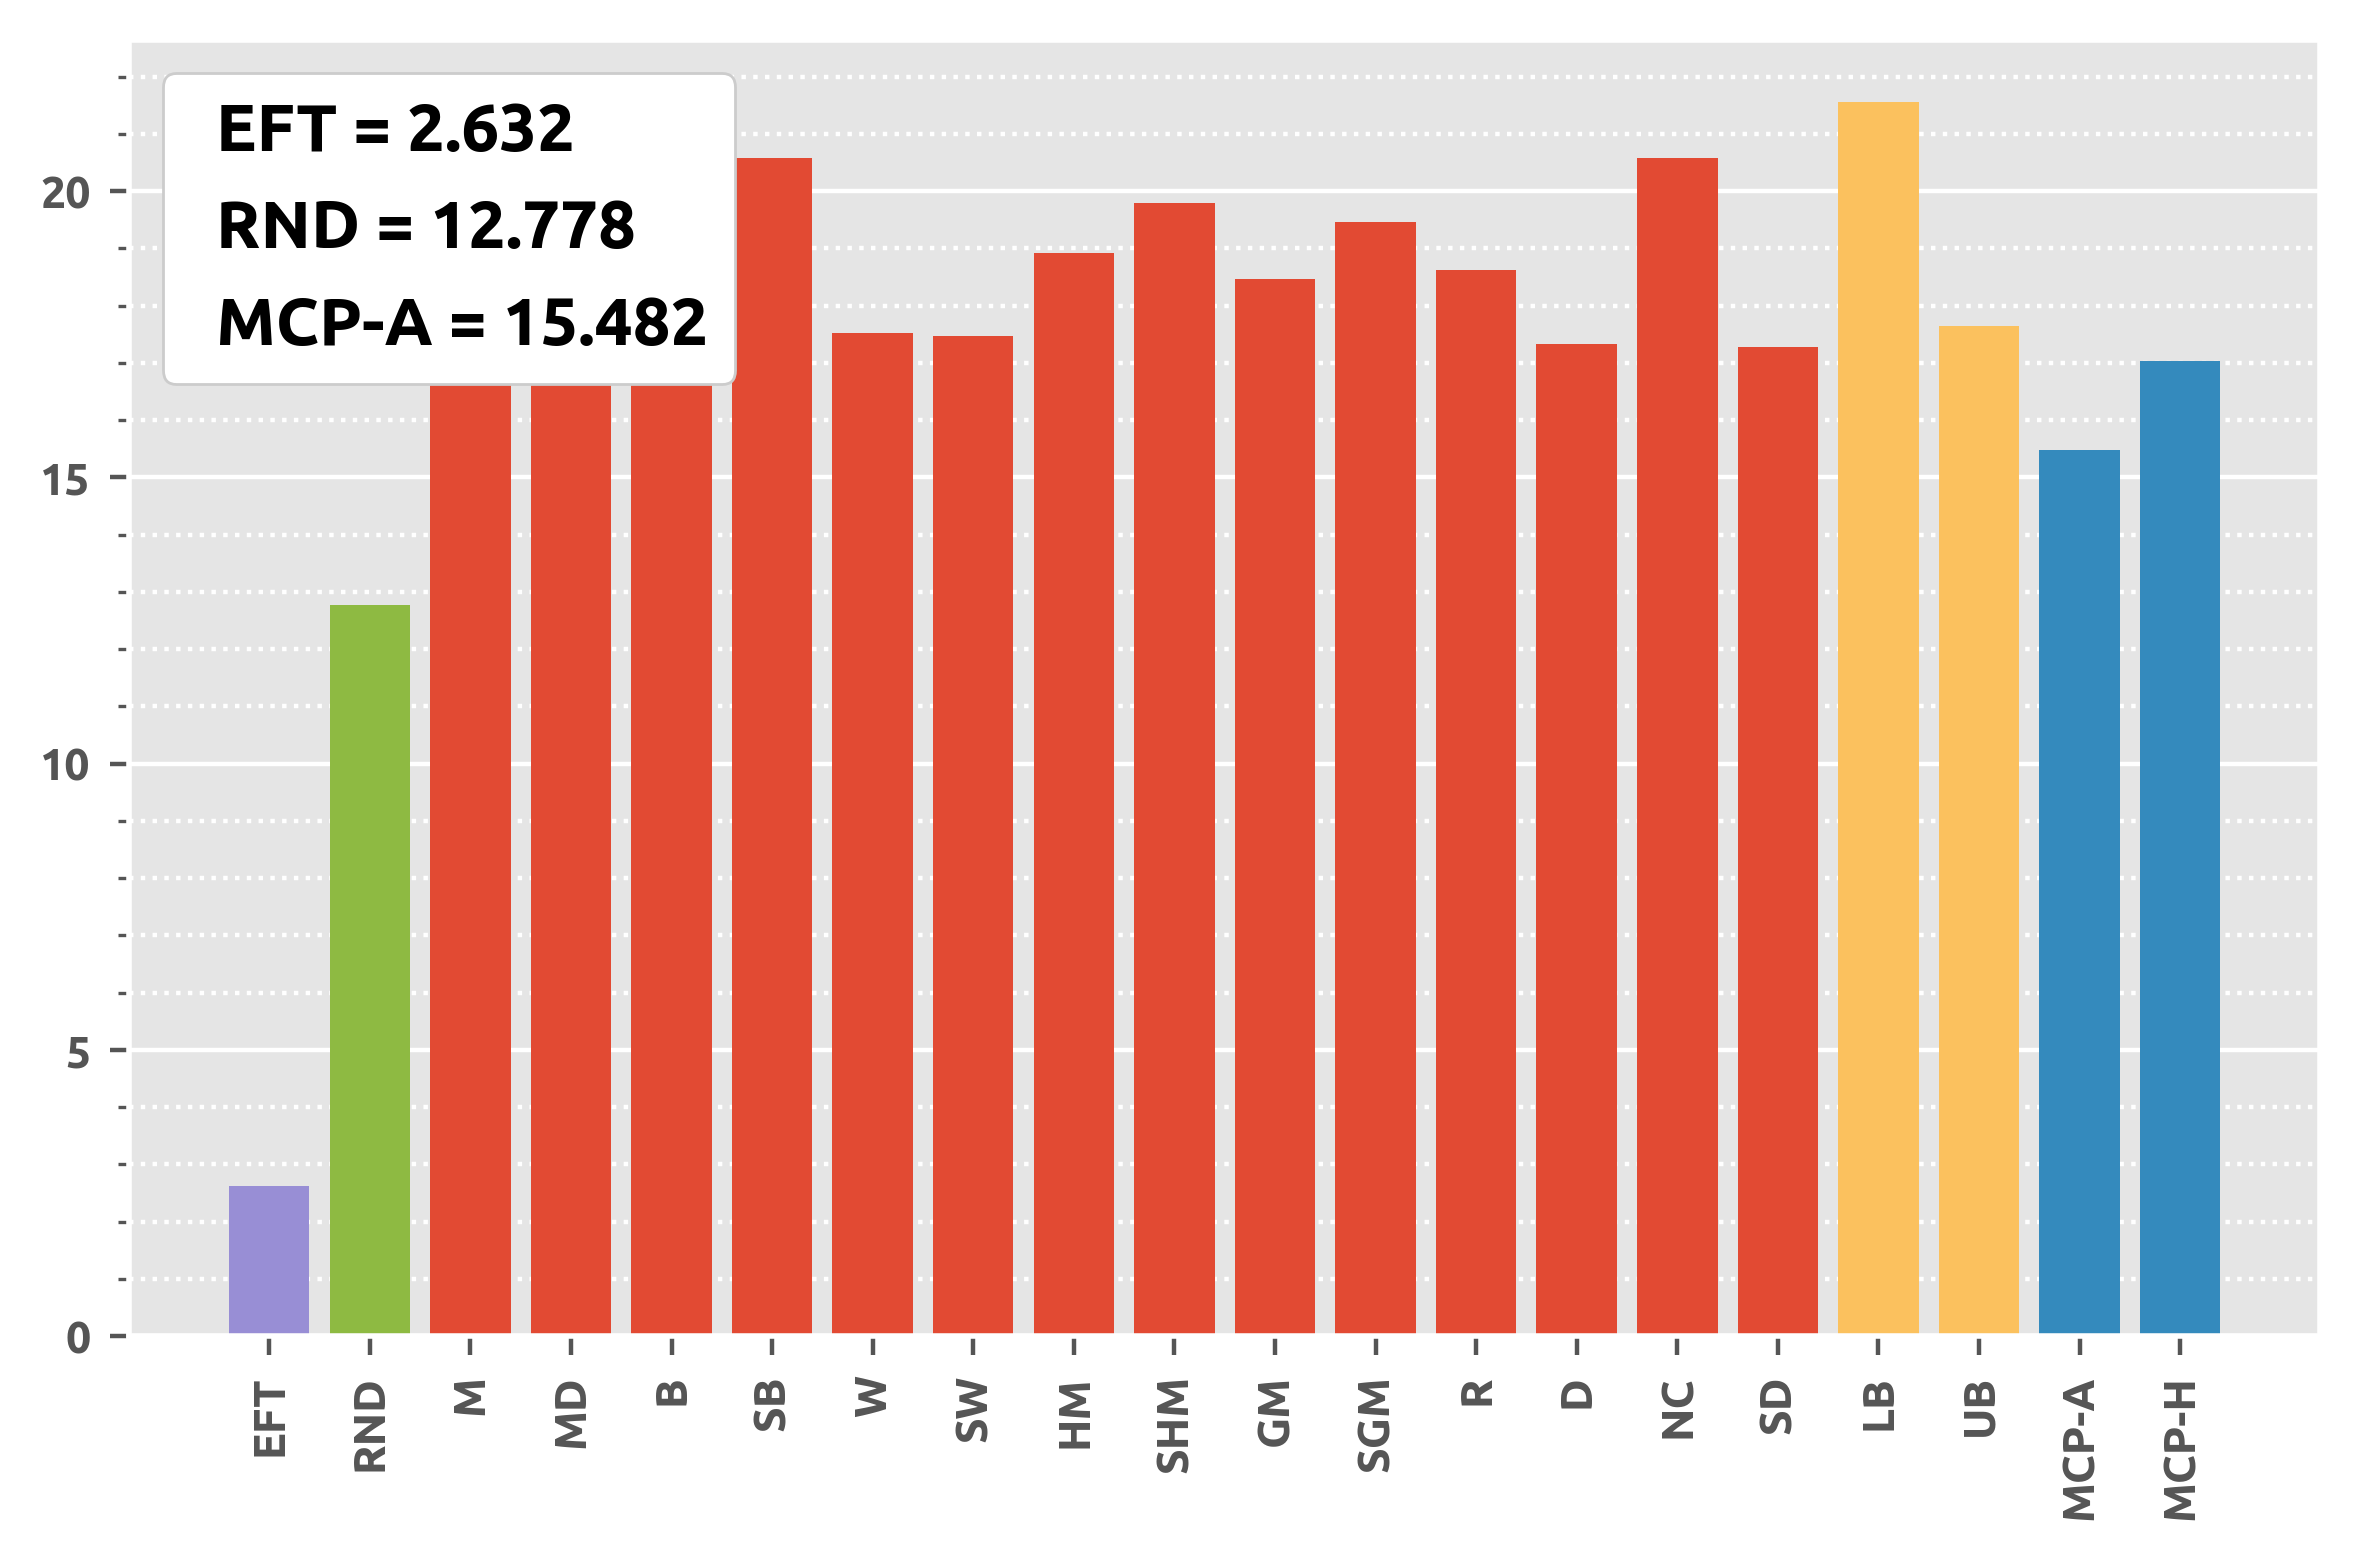 EFT = 2.632
RND = 12.778
MCP-A = 15.482
20
15
10
5
0
EFT
RND
M
MD
B
SB
W
SW
HM
SHM
GM
SGM
R
D
NC
SD
LB
UB
MCP-A
MCP-H